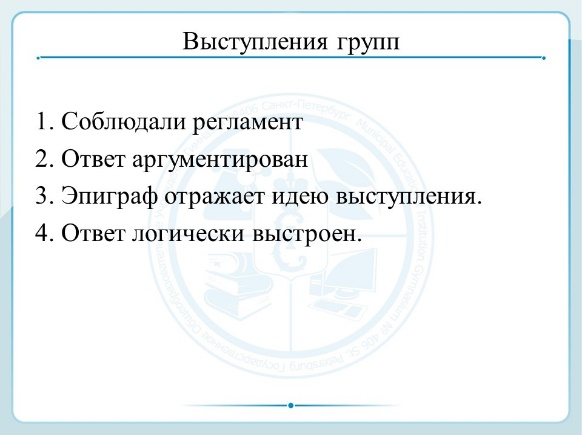 Выступления групп
1. Соблюдали регламент
2. Ответ аргументирован
3. Эпиграф отражает идею выступления.
4. Ответ логически выстроен.